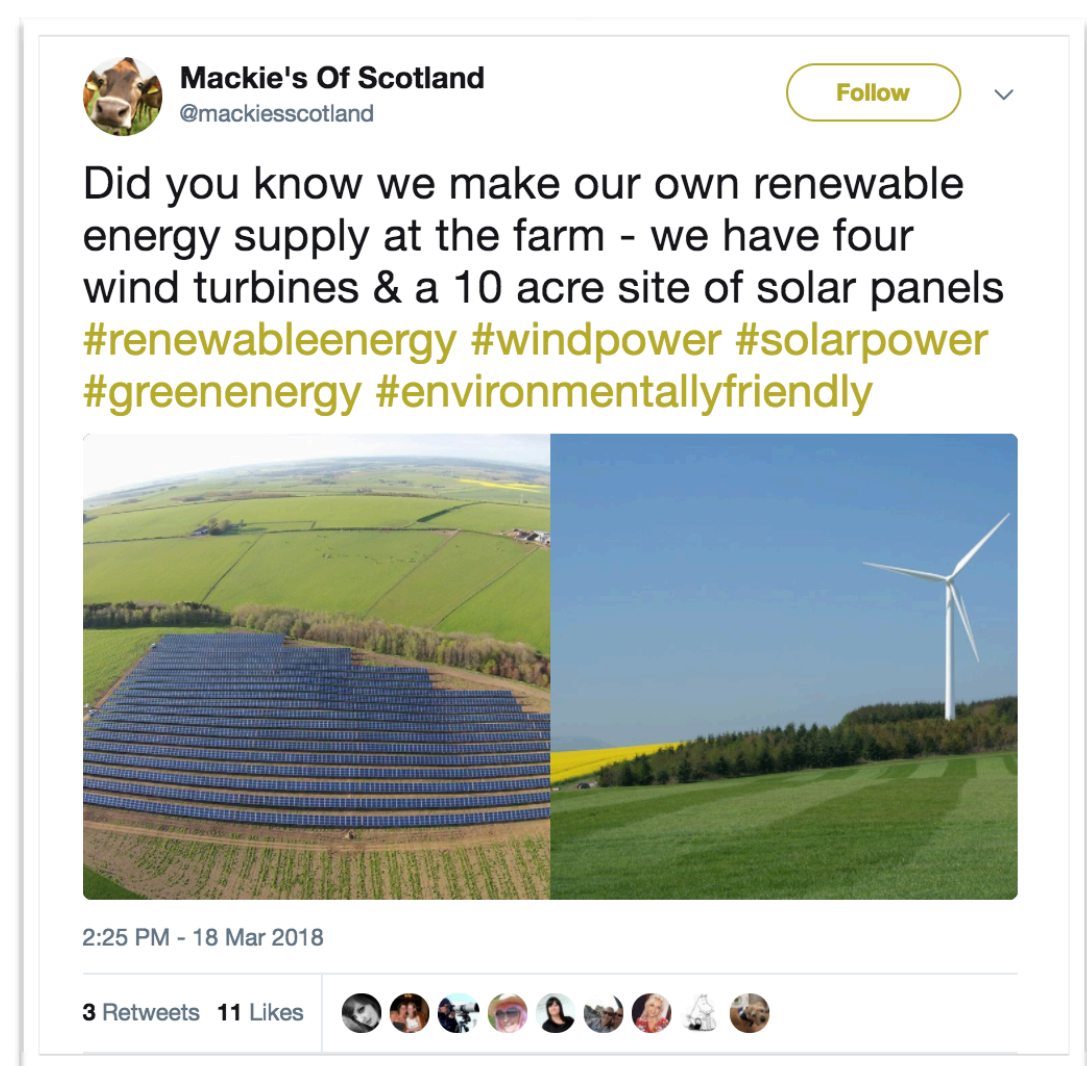 Mackie's Of Scotland
@mackiesscotland
Follow
Did you know we make our own renewable
energy supply at the farm - we have four
wind turbines & a 10 acre site of solar panels
#renewableenergy #windpower #solarpower
#greenenergy #environmentallyfriendly
2:25 PM - 18 Mar 2018
3 Retweets 11 Likes